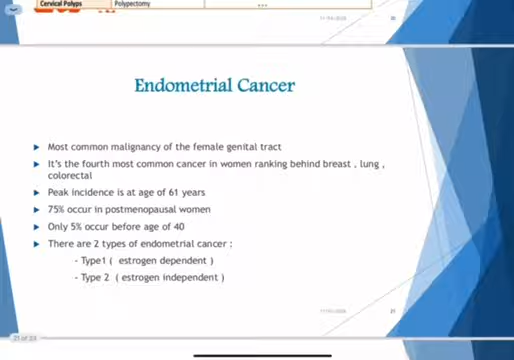 Cervical Polyps Polypectomy ...
20
Endometrial Cancer
Most common malignancy of the female genital tract
It's the fourth most common cancer in women ranking behind breast , lung ,
colorectal
Peak incidence is at age of 61 years
75% occur in postmenopausal women
Only 5% occur before age of 40
There are 2 types of endometrial cancer :
- Type1 ( estrogen dependent )
- Type 2 ( estrogen independent )
21
21 of 23